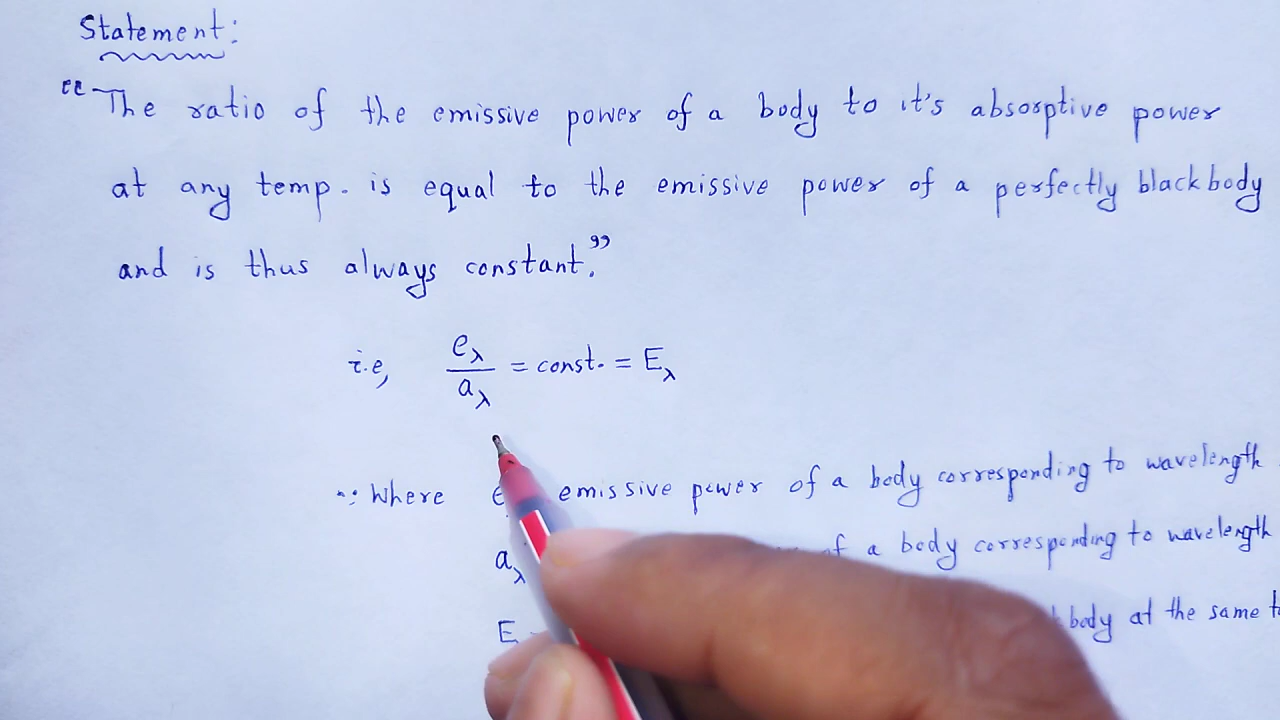 Statement:
"The ratio of the emissive power of a body to it's absorptive power
at any temp. is equal to the emissive power of a perfectly blackbody
and is thus always constant."
i.e, eλ/aλ = const. = Eλ
∵ Where e emissive power of a body corresponding to wavelength
aλ of a body corresponding to wavelength
E body at the same